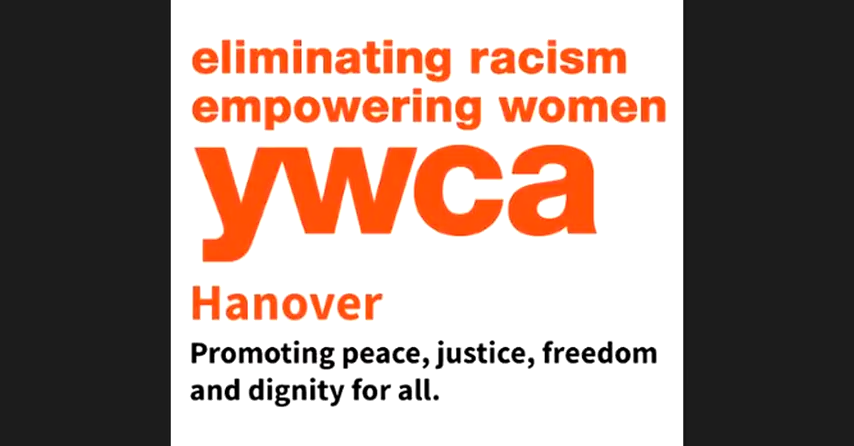 eliminating racism
empowering women
ywca
Hanover
Promoting peace, justice, freedom
and dignity for all.